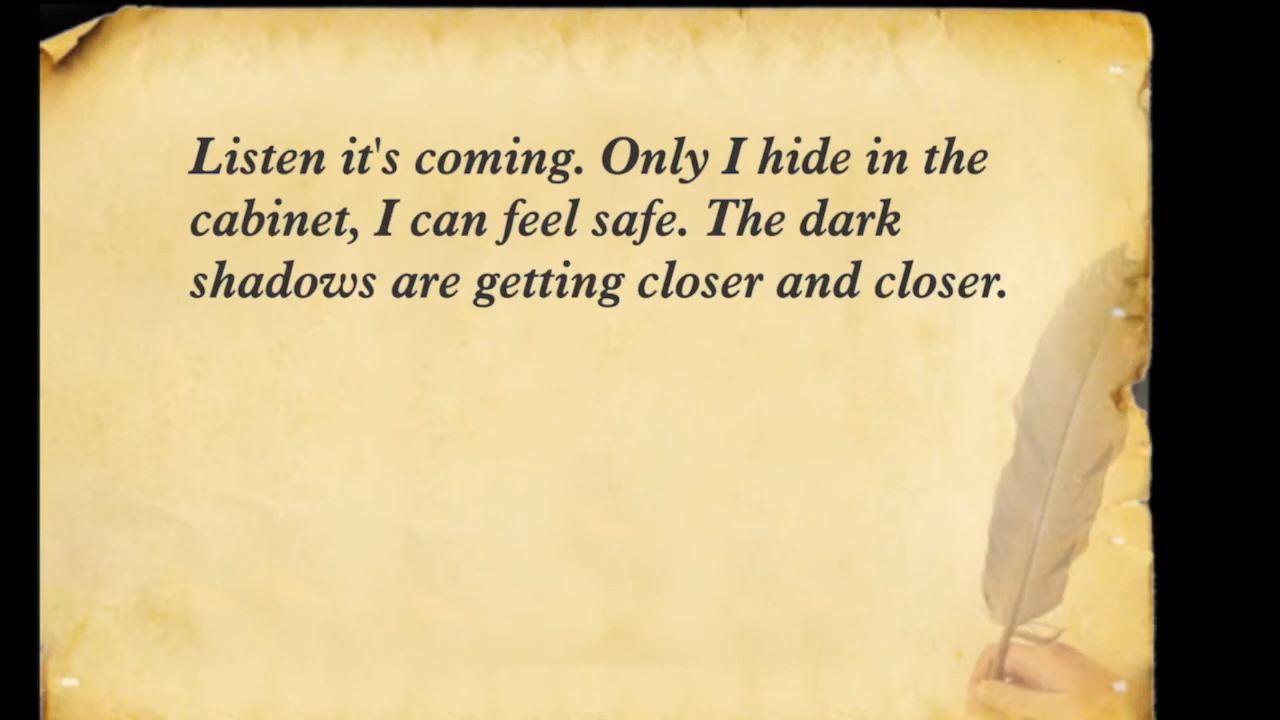 Listen it's coming. Only I hide in the
cabinet, I can feel safe. The dark
shadows are getting closer and closer.